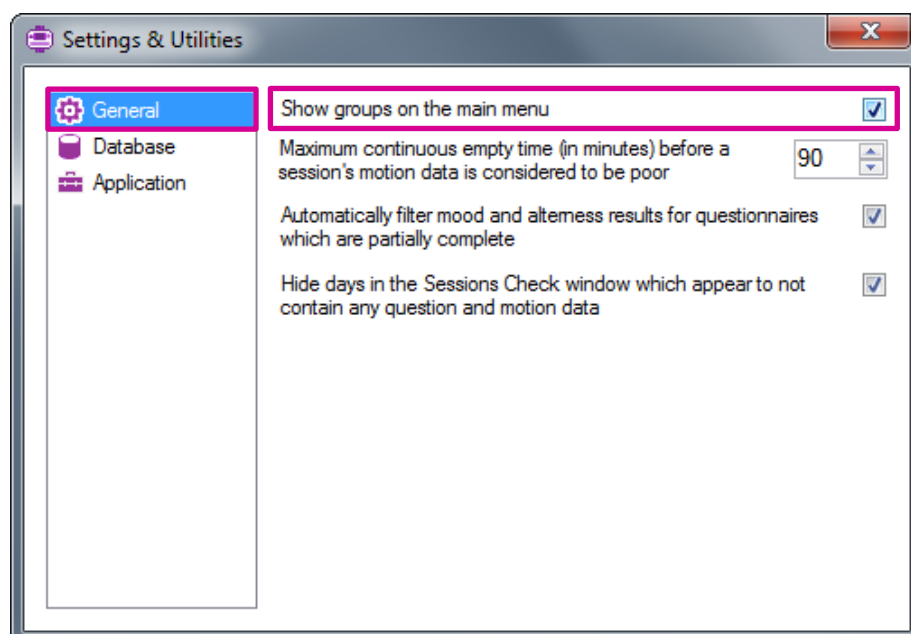 Settings & Utilities
General
Database
Application
Show groups on the main menu
Maximum continuous empty time (in minutes) before a
session's motion data is considered to be poor
90
Automatically filter mood and alterness results for questionnaires
which are partially complete
Hide days in the Sessions Check window which appear to not
contain any question and motion data